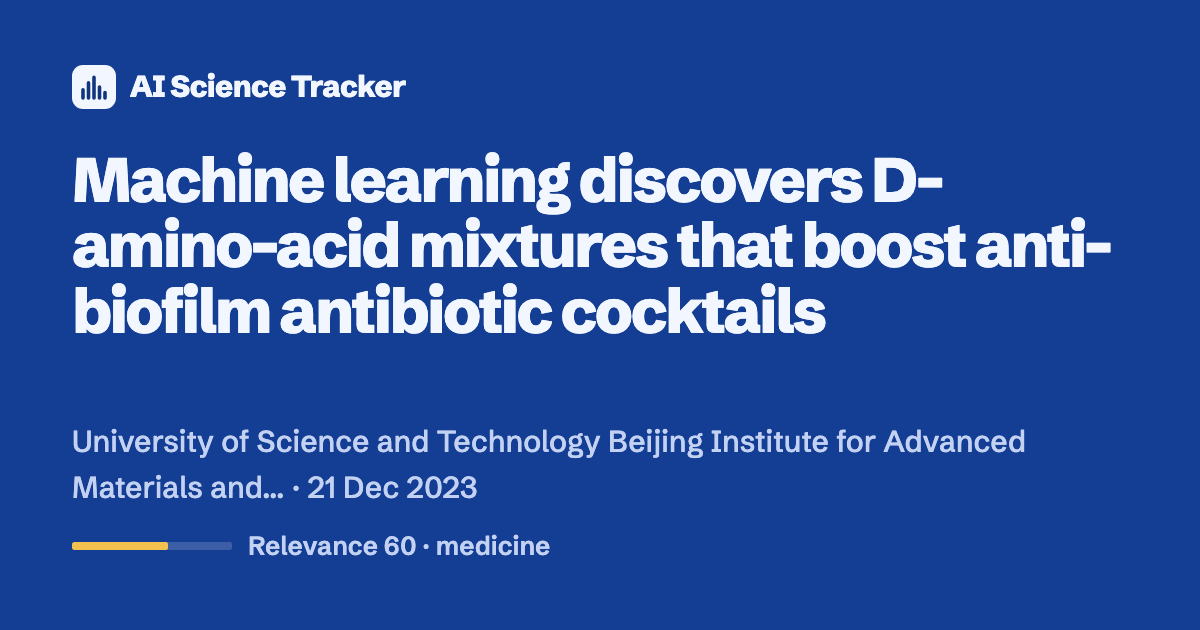 AI Science Tracker
Machine learning discovers D-
amino-acid mixtures that boost anti-
biofilm antibiotic cocktails
University of Science and Technology Beijing Institute for Advanced
Materials and... · 21 Dec 2023
Relevance 60 · medicine